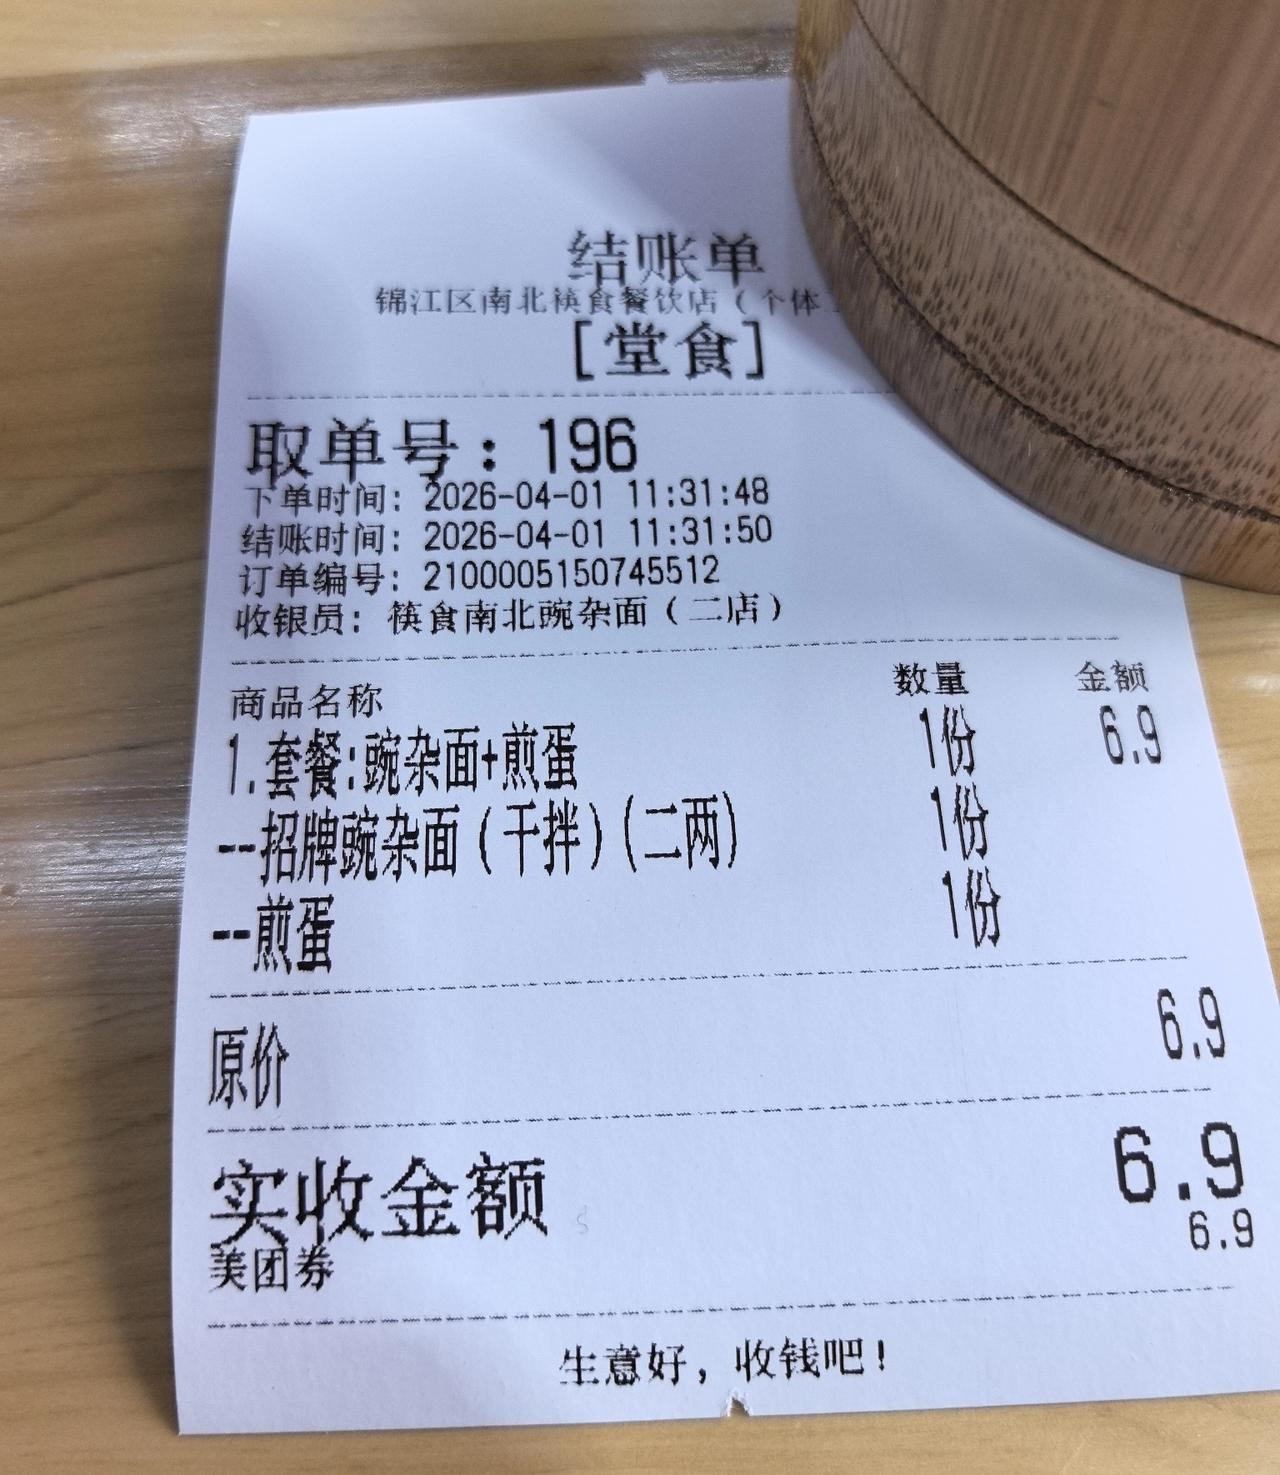 结账单
锦江区南北筷食餐饮店（个体
[堂食]
取单号：196
下单时间：2026-04-01 11:31:48
结账时间：2026-04-01 11:31:50
订单编号：2100005150745512
收银员：筷食南北豌杂面（二店）
商品名称 数量 金额
1.套餐:豌杂面+煎蛋 1份 6.9
--招牌豌杂面（干拌）(二两) 1份
--煎蛋 1份
原价 6.9
实收金额 6.9
美团券 6.9
生意好，收钱吧！